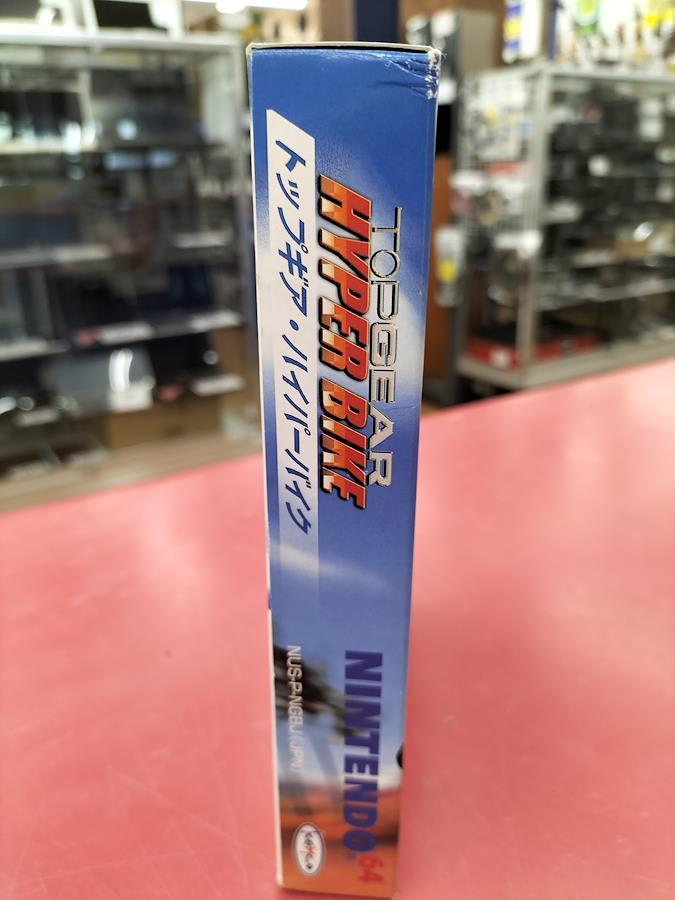 TOP GEAR
HYPER BIKE
トップギア・ハイパーバイク
NINTENDO64
NUS-P-NGBJ(JPN)
kemco